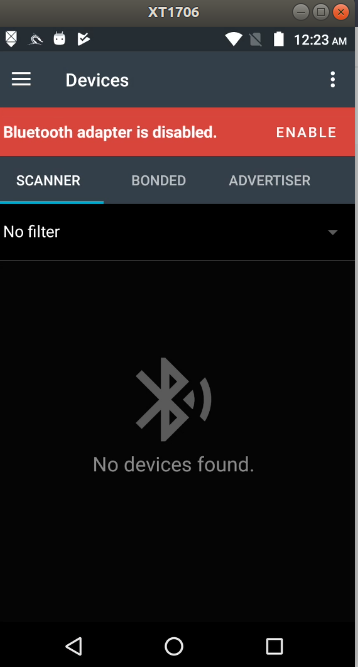 XT1706
12:23 AM
Devices
Bluetooth adapter is disabled. ENABLE
SCANNER BONDED ADVERTISER
No filter
No devices found.